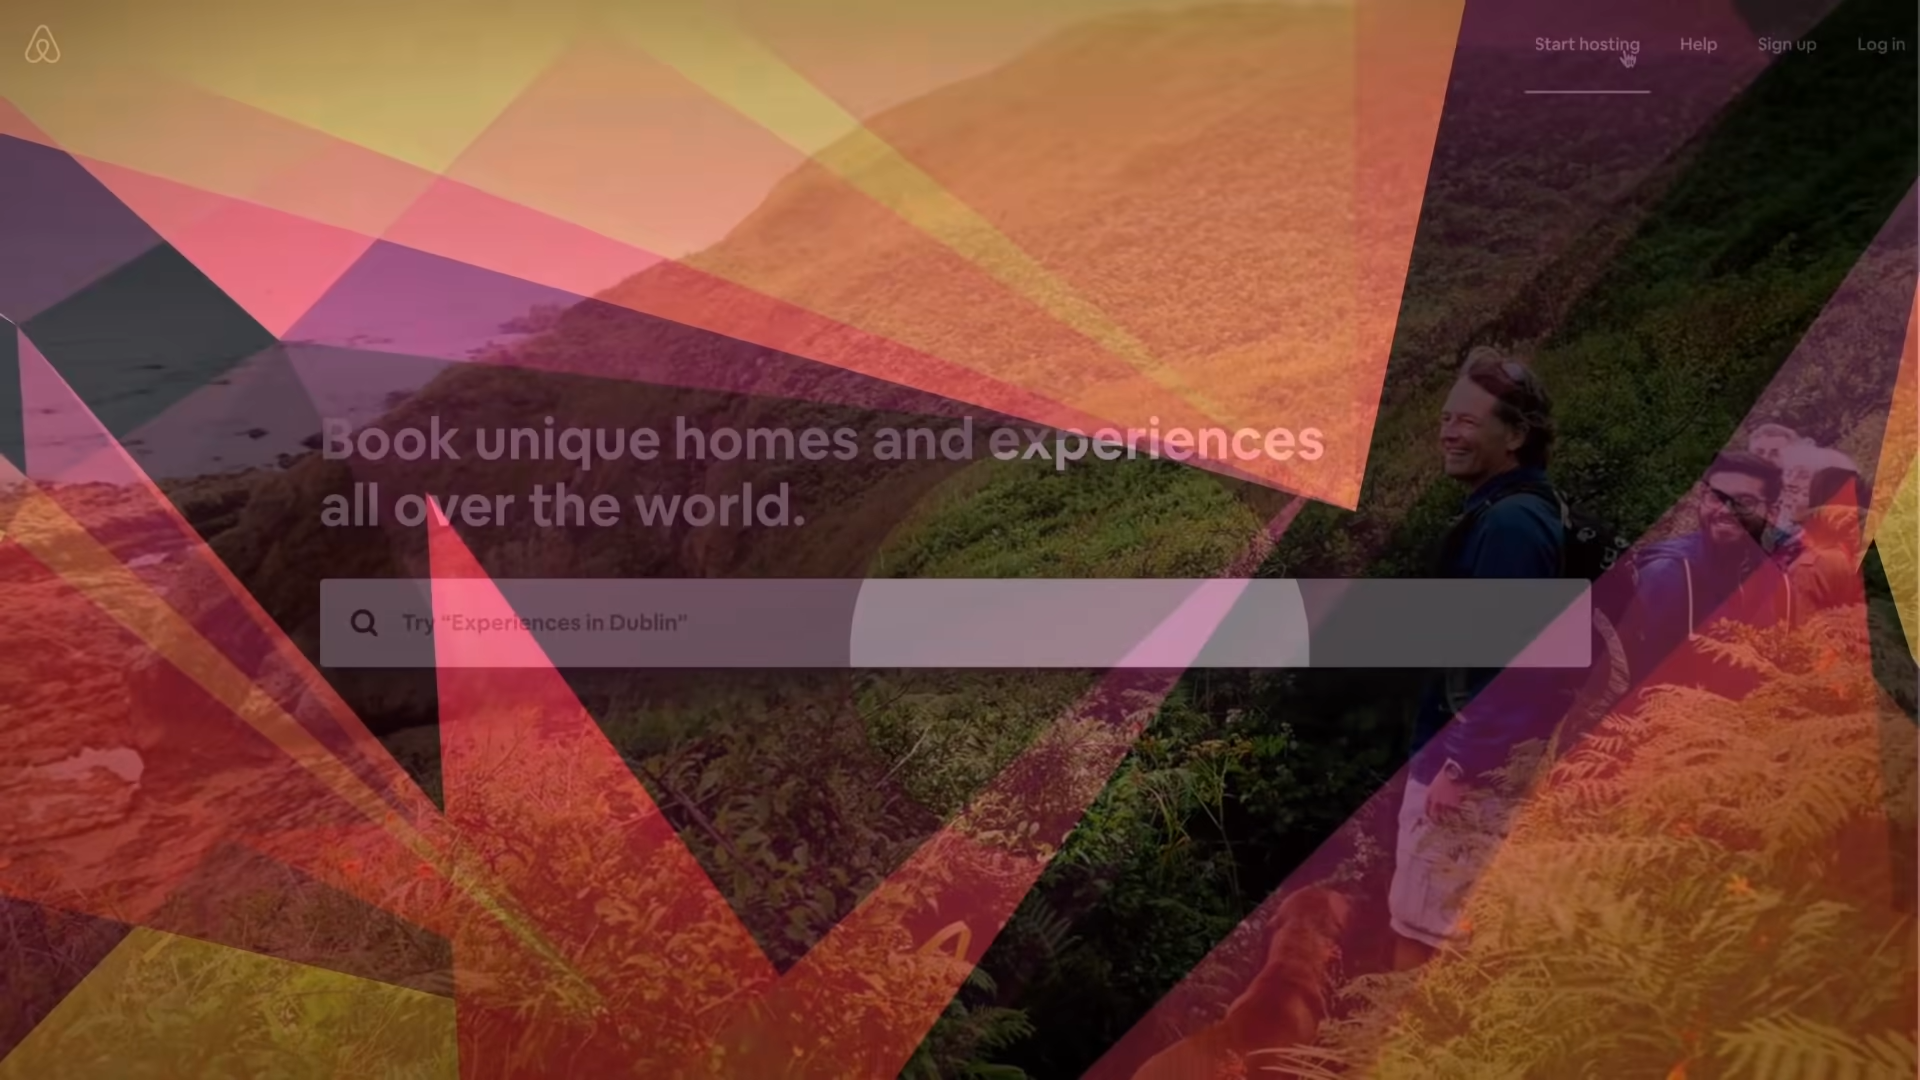 Start hosting
Help
Sign up
Log in
Book unique homes and experiences
all over the world.
Try “Experiences in Dublin”